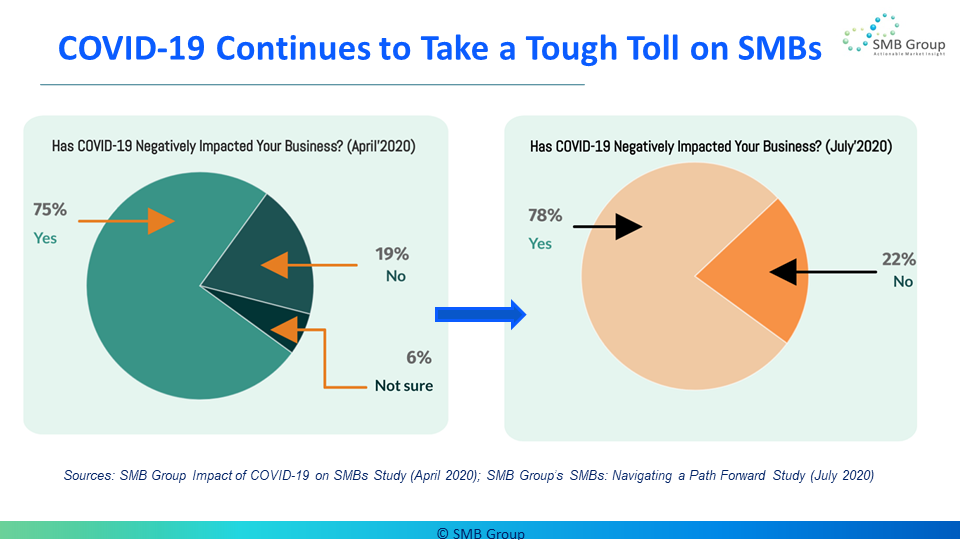 COVID-19 Continues to Take a Tough Toll on SMBs
SMB Group
Actionable Market Insight
Has COVID-19 Negatively Impacted Your Business? (April'2020)
75%
Yes
19%
No
6%
Not sure
Has COVID-19 Negatively Impacted Your Business? (July'2020)
78%
Yes
22%
No
Sources: SMB Group Impact of COVID-19 on SMBs Study (April 2020); SMB Group's SMBs: Navigating a Path Forward Study (July 2020)
© SMB Group